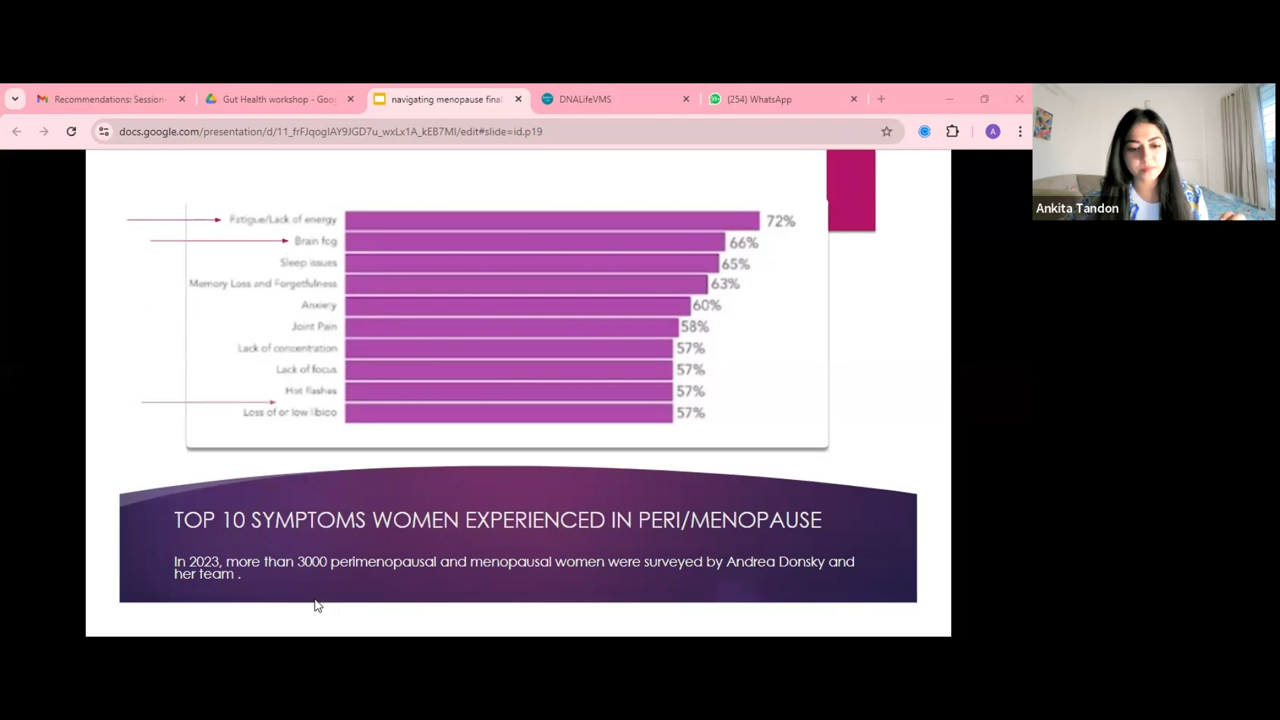 Recommendations: Session-
Gut Health workshop - Goog
navigating menopause final.
DNALifeVMS
(254) WhatsApp
docs.google.com/presentation/d/11_frFJqogIAY9JGD7u_wxLx1A_kEB7MI/edit#slide=id.p19
A
Ankita Tandon
Fatigue/Lack of energy 72%
Brain fog 66%
Sleep issues 65%
Memory Loss and Forgetfulness 63%
Anxiety 60%
Joint Pain 58%
Lack of concentration 57%
Lack of focus 57%
Hot flashes 57%
Loss of or low libido 57%
TOP 10 SYMPTOMS WOMEN EXPERIENCED IN PERI/MENOPAUSE
In 2023, more than 3000 perimenopausal and menopausal women were surveyed by Andrea Donsky and
her team .